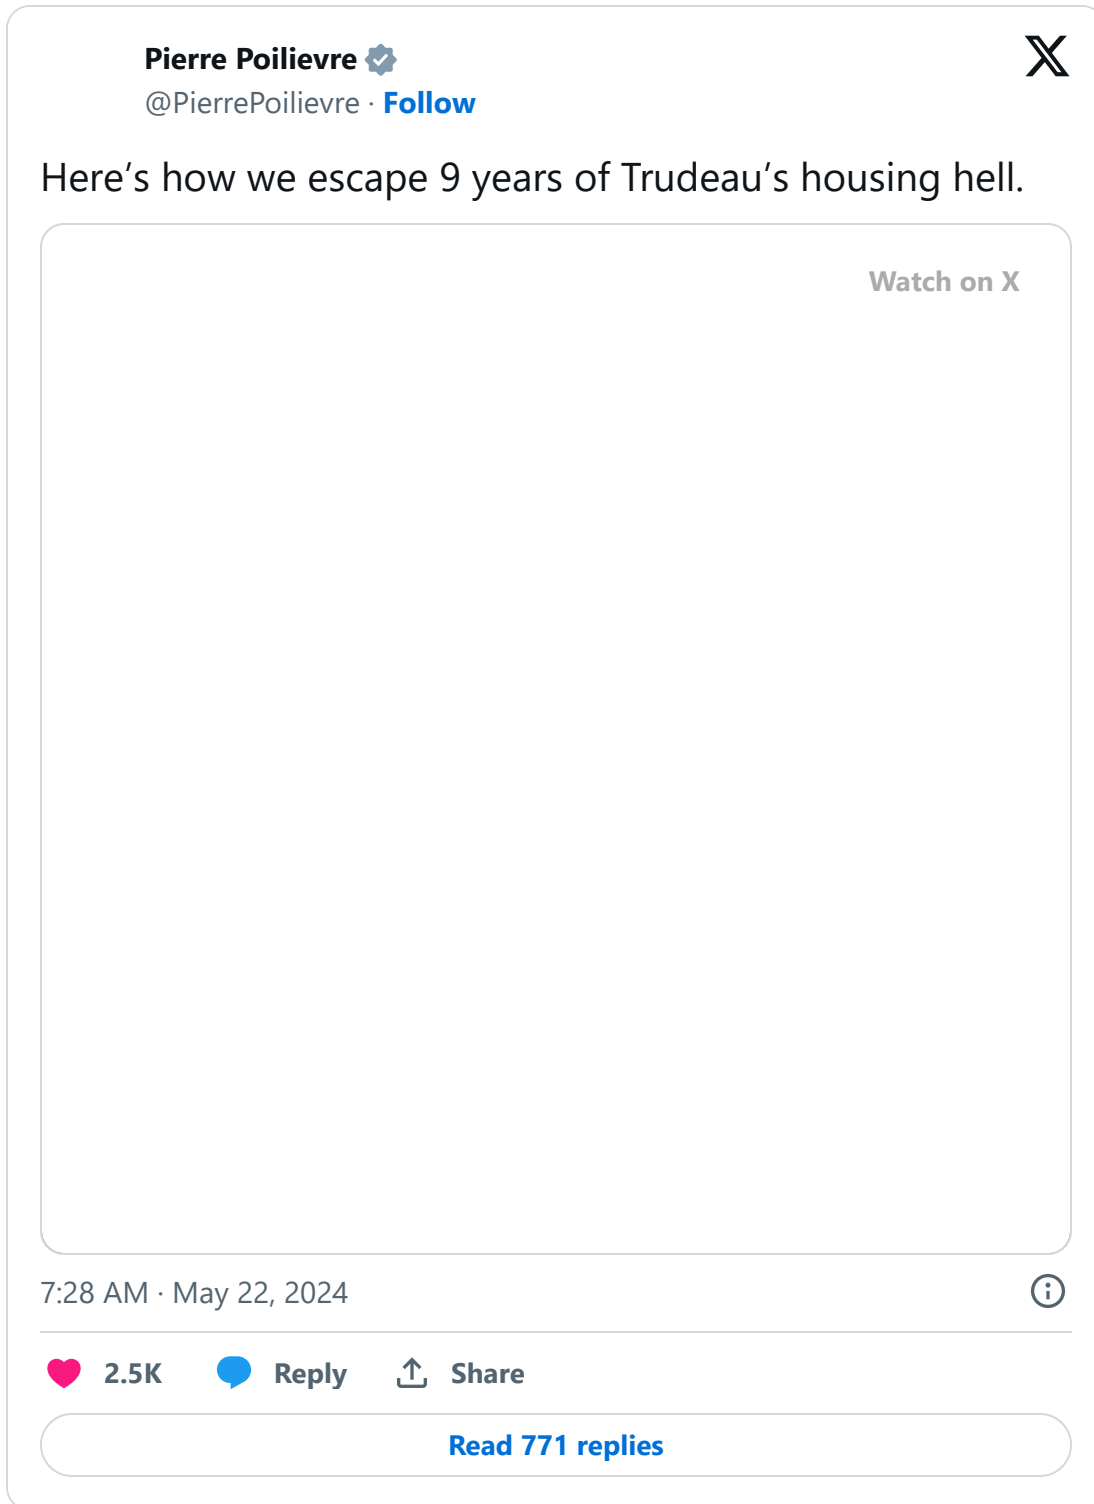 Pierre Poilievre
@PierrePoilievre · Follow
Here’s how we escape 9 years of Trudeau’s housing hell.
Watch on X
7:28 AM · May 22, 2024
2.5K Reply Share
Read 771 replies